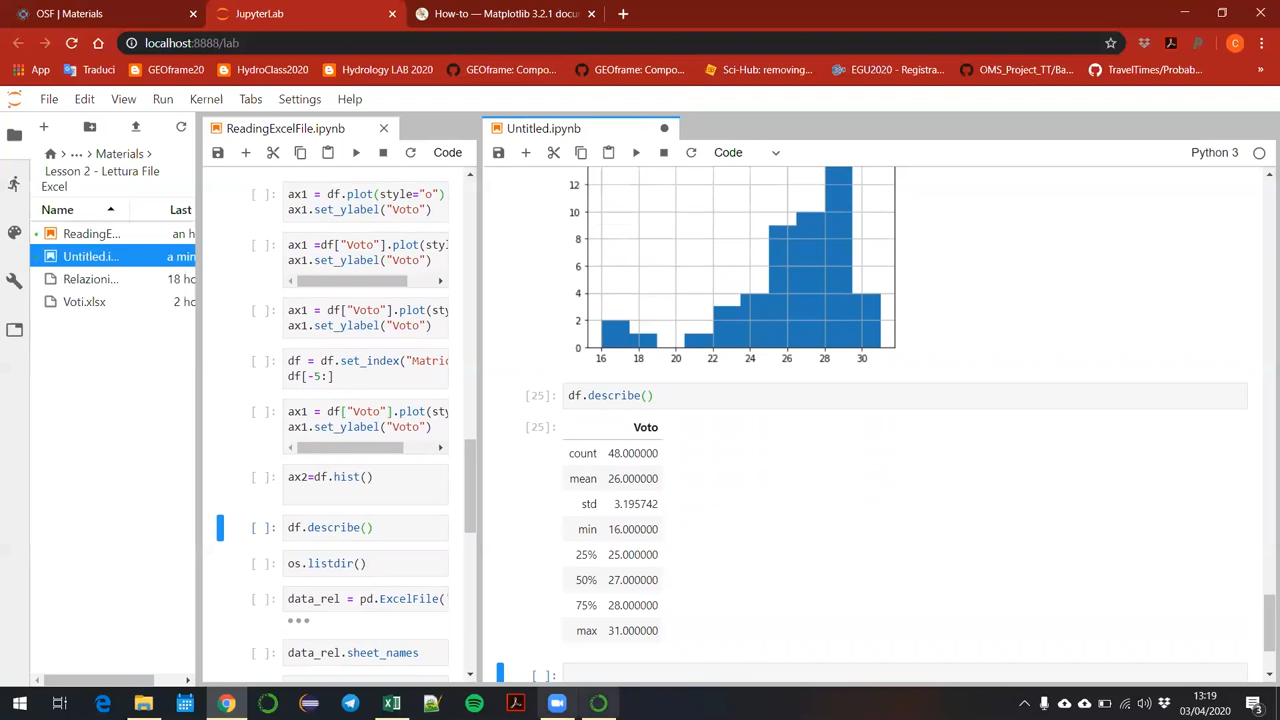 OSF | Materials
JupyterLab
How-to — Matplotlib 3.2.1 docu
localhost:8888/lab
App
Traduci
GEOframe20
HydroClass2020
Hydrology LAB 2020
GEOframe: Compo...
GEOframe: Compo...
Sci-Hub: removing...
EGU2020 - Registra...
OMS_Project_TT/Ba...
TravelTimes/Probab...
»
C
File
Edit
View
Run
Kernel
Tabs
Settings
Help
Materials
Lesson 2 - Lettura File
Excel
Name
Last
ReadingE...
an h
Untitled.i...
a min
Relazioni...
18 hc
Voti.xlsx
2 hc
ReadingExcelFile.ipynb
Code
[ ]:
ax1 = df.plot(style="o")
ax1.set_ylabel("Voto")
[ ]:
ax1 =df["Voto"].plot(sty
ax1.set_ylabel("Voto")
[ ]:
ax1 = df["Voto"].plot(sty
ax1.set_ylabel("Voto")
[ ]:
df = df.set_index("Matric
df[-5:]
[ ]:
ax1 = df["Voto"].plot(sty
ax1.set_ylabel("Voto")
[ ]:
ax2=df.hist()
[ ]:
df.describe()
[ ]:
os.listdir()
[ ]:
data_rel = pd.ExcelFile('
[ ]:
data_rel.sheet_names
Untitled.ipynb
Code
Python 3
12
10
8
6
4
2
0
16 18 20 22 24 26 28 30
[25]:
df.describe()
[25]:
Voto
count 48.000000
mean 26.000000
std 3.195742
min 16.000000
25% 25.000000
50% 27.000000
75% 28.000000
max 31.000000
[ ]:
13:19
03/04/2020
3